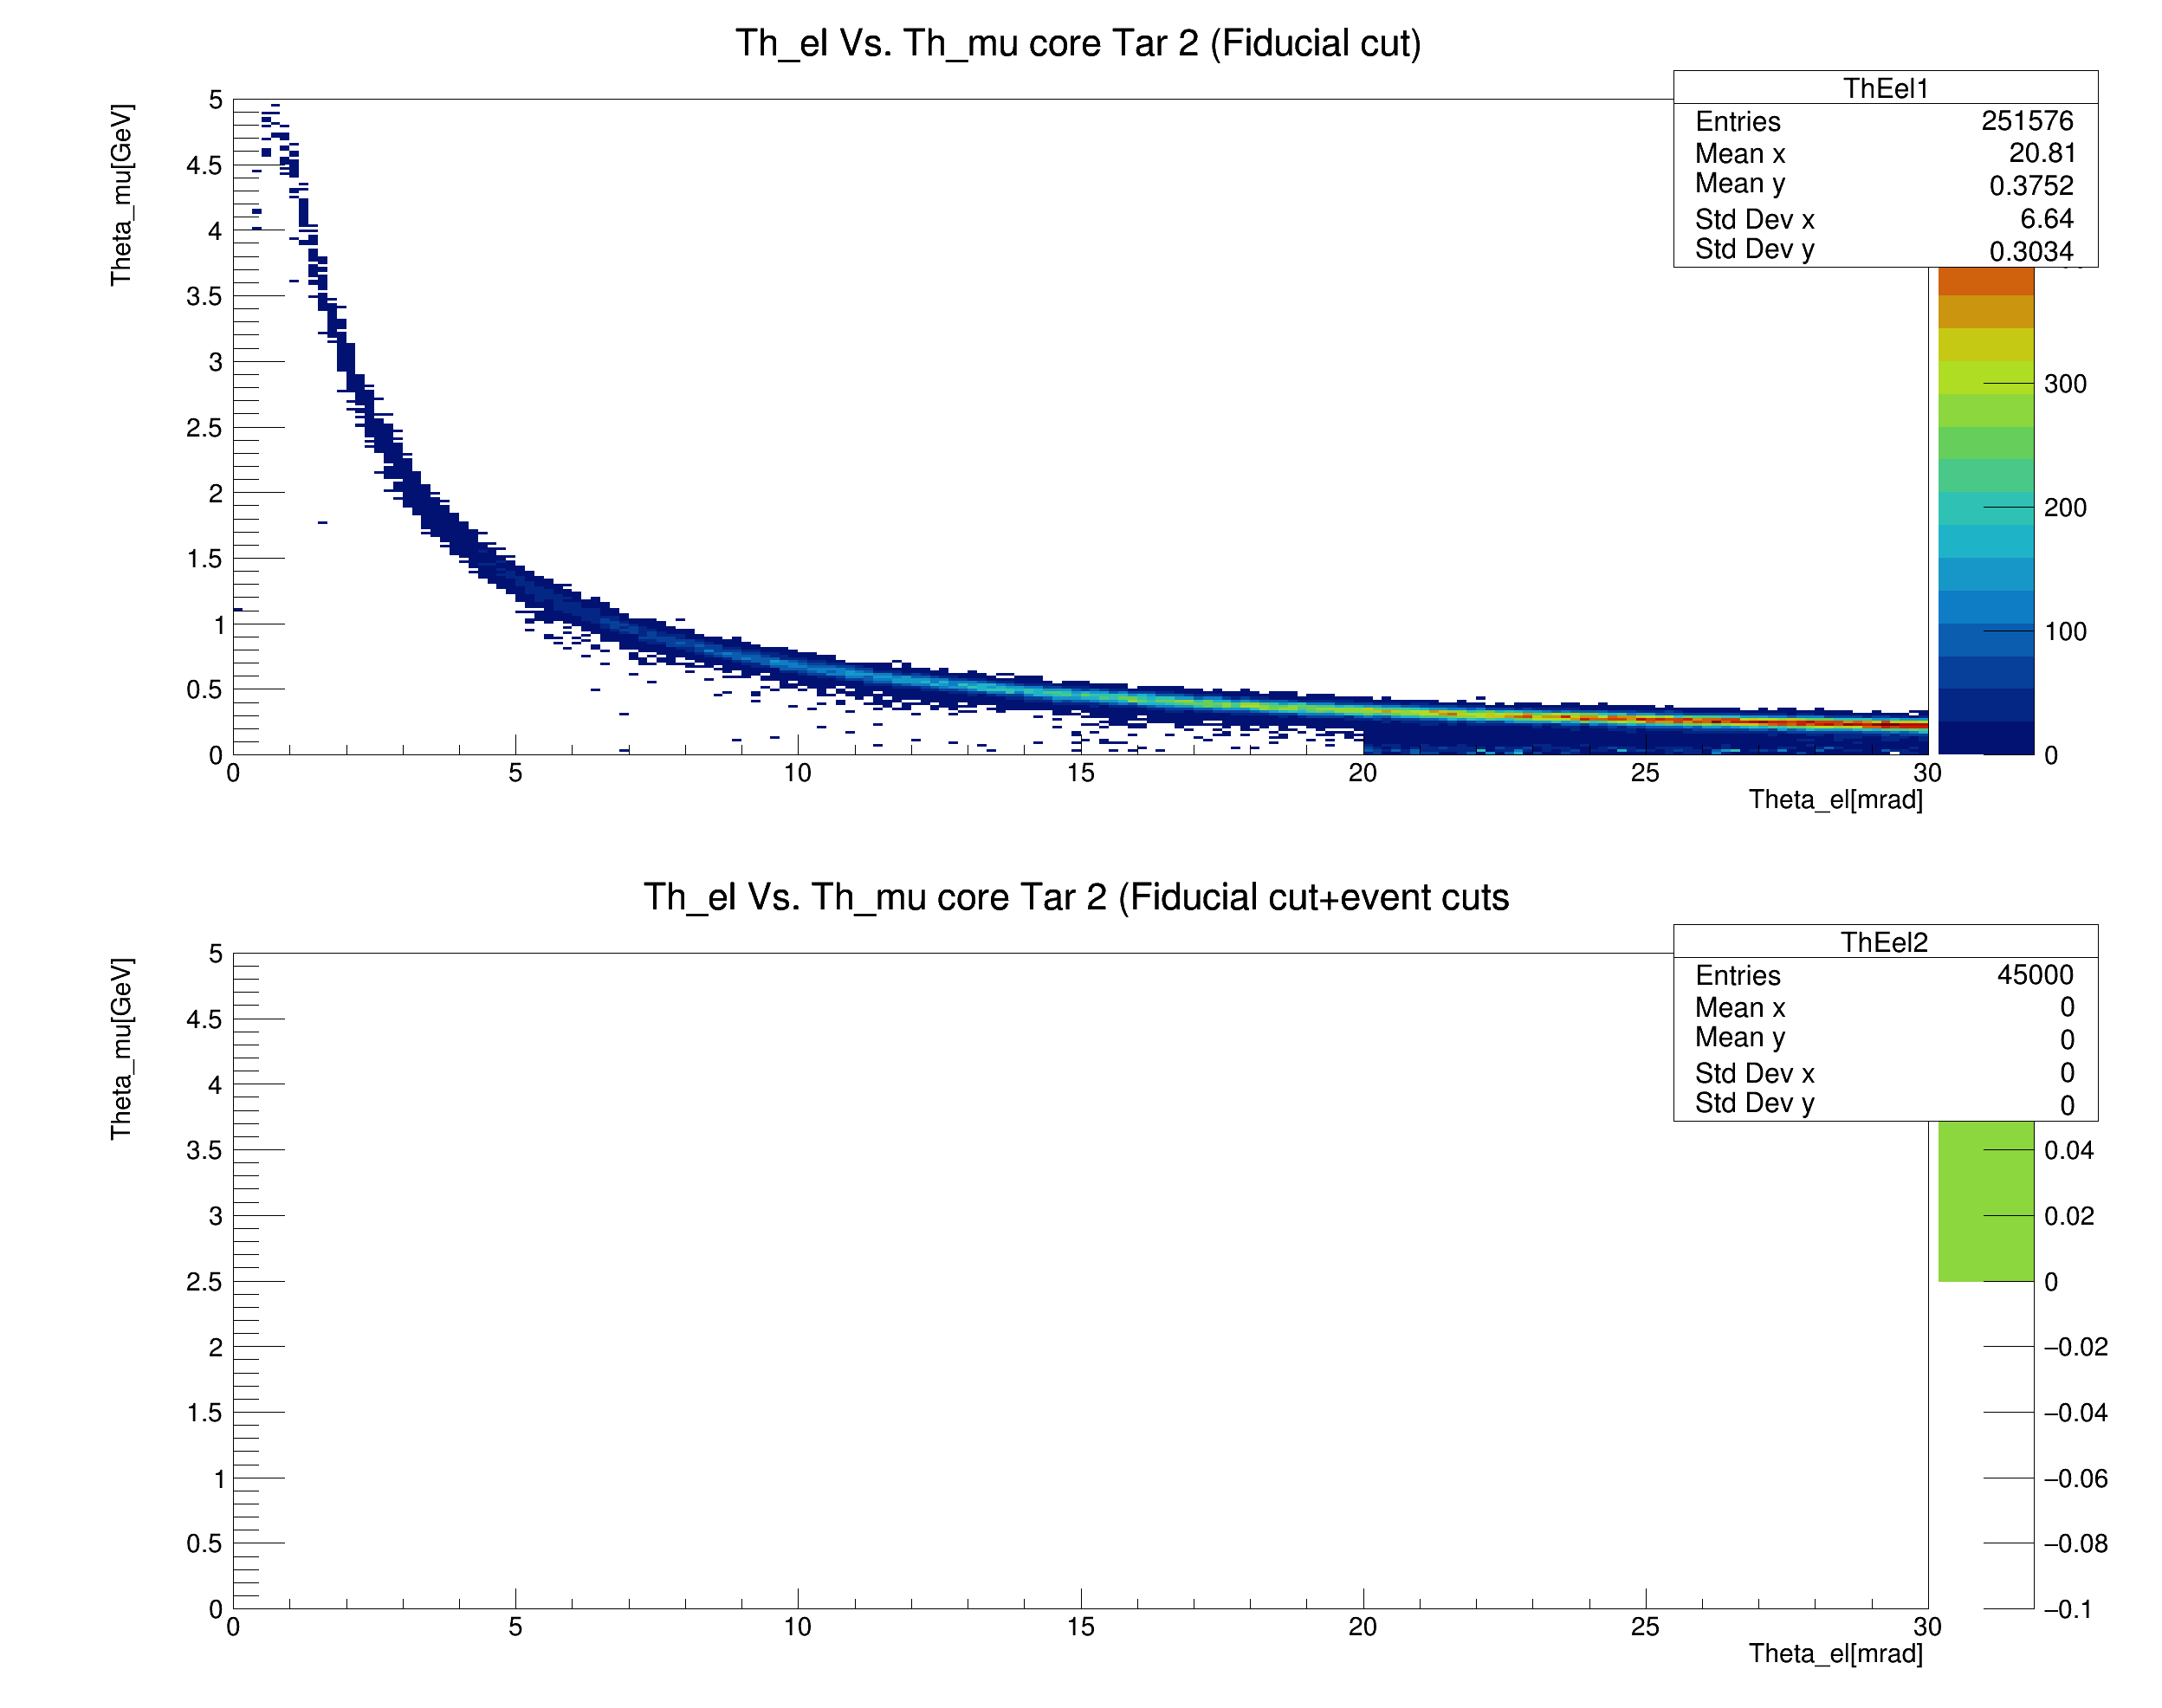 Th_el Vs. Th_mu core Tar 2 (Fiducial cut)
Theta_mu[GeV]
ThEel1
Entries 251576
Mean x 20.81
Mean y 0.3752
Std Dev x 6.64
Std Dev y 0.3034
5
4.5
4
3.5
3
2.5
2
1.5
1
0.5
0
300
200
100
0
0 5 10 15 20 25 30
Theta_el[mrad]
Th_el Vs. Th_mu core Tar 2 (Fiducial cut+event cuts
Theta_mu[GeV]
ThEel2
Entries 45000
Mean x 0
Mean y 0
Std Dev x 0
Std Dev y 0
5
4.5
4
3.5
3
2.5
2
1.5
1
0.5
0
0.04
0.02
0
−0.02
−0.04
−0.06
−0.08
−0.1
0 5 10 15 20 25 30
Theta_el[mrad]